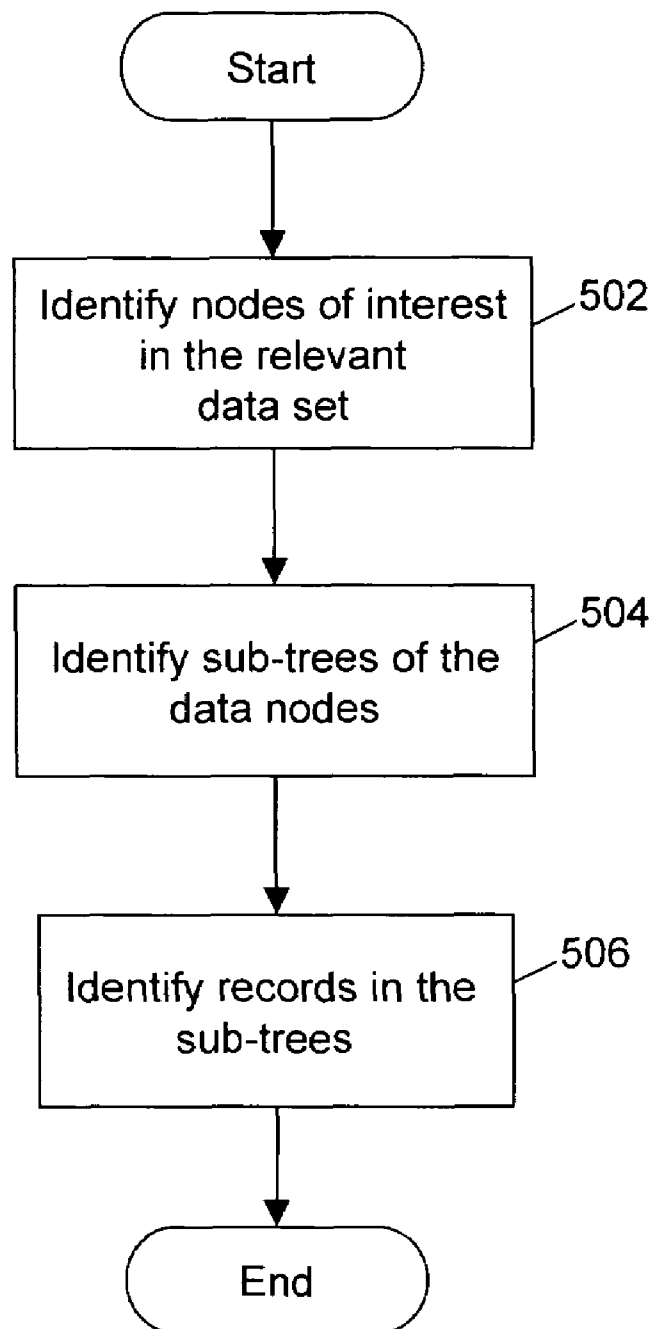 Start
Identify nodes of interest
in the relevant
data set
502
Identify sub-trees of the
data nodes
504
Identify records in the
sub-trees
506
End